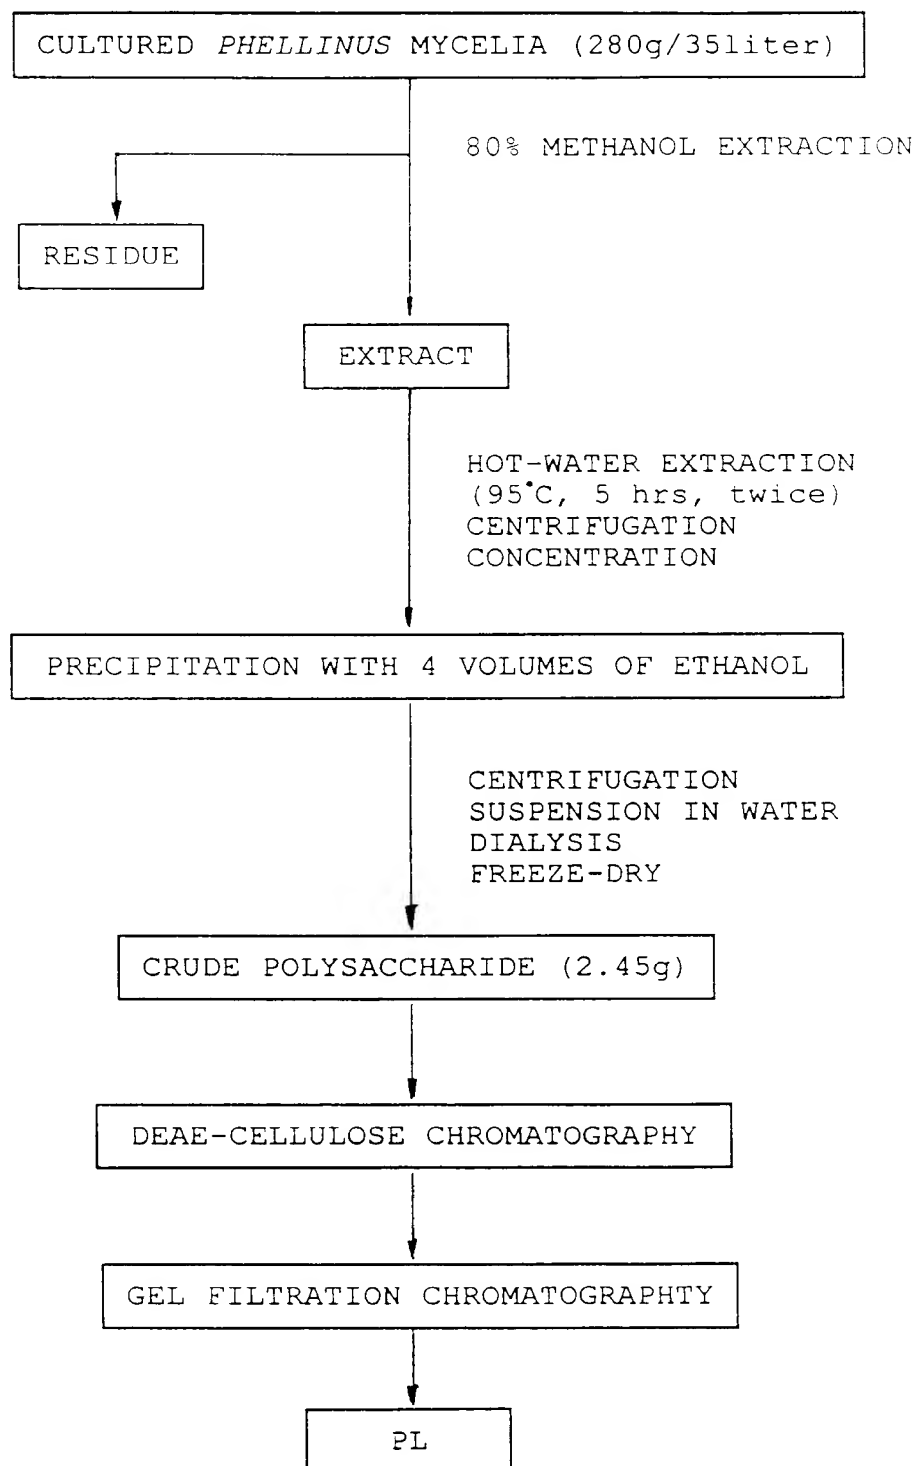 CULTURED PHELLINUS MYCELIA (280g/35liter)
80% METHANOL EXTRACTION
RESIDUE
EXTRACT
HOT-WATER EXTRACTION
(95°C, 5 hrs, twice)
CENTRIFUGATION
CONCENTRATION
PRECIPITATION WITH 4 VOLUMES OF ETHANOL
CENTRIFUGATION
SUSPENSION IN WATER
DIALYSIS
FREEZE-DRY
CRUDE POLYSACCHARIDE (2.45g)
DEAE-CELLULOSE CHROMATOGRAPHY
GEL FILTRATION CHROMATOGRAPHTY
PL